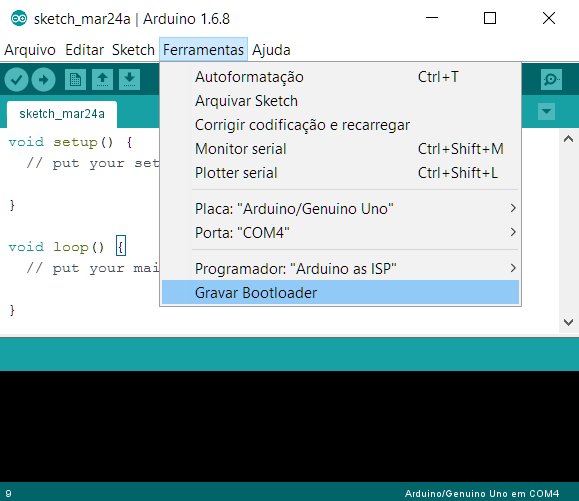 sketch_mar24a | Arduino 1.6.8
Arquivo Editar Sketch Ferramentas Ajuda
sketch_mar24a
Autoformatação Ctrl+T
Arquivar Sketch
Corrigir codificação e recarregar
Monitor serial Ctrl+Shift+M
Plotter serial Ctrl+Shift+L
Placa: "Arduino/Genuino Uno"
Porta: "COM4"
Programador: "Arduino as ISP"
Gravar Bootloader
void setup() {
// put your set
}
void loop() {
// put your mai
}
9 Arduino/Genuino Uno em COM4